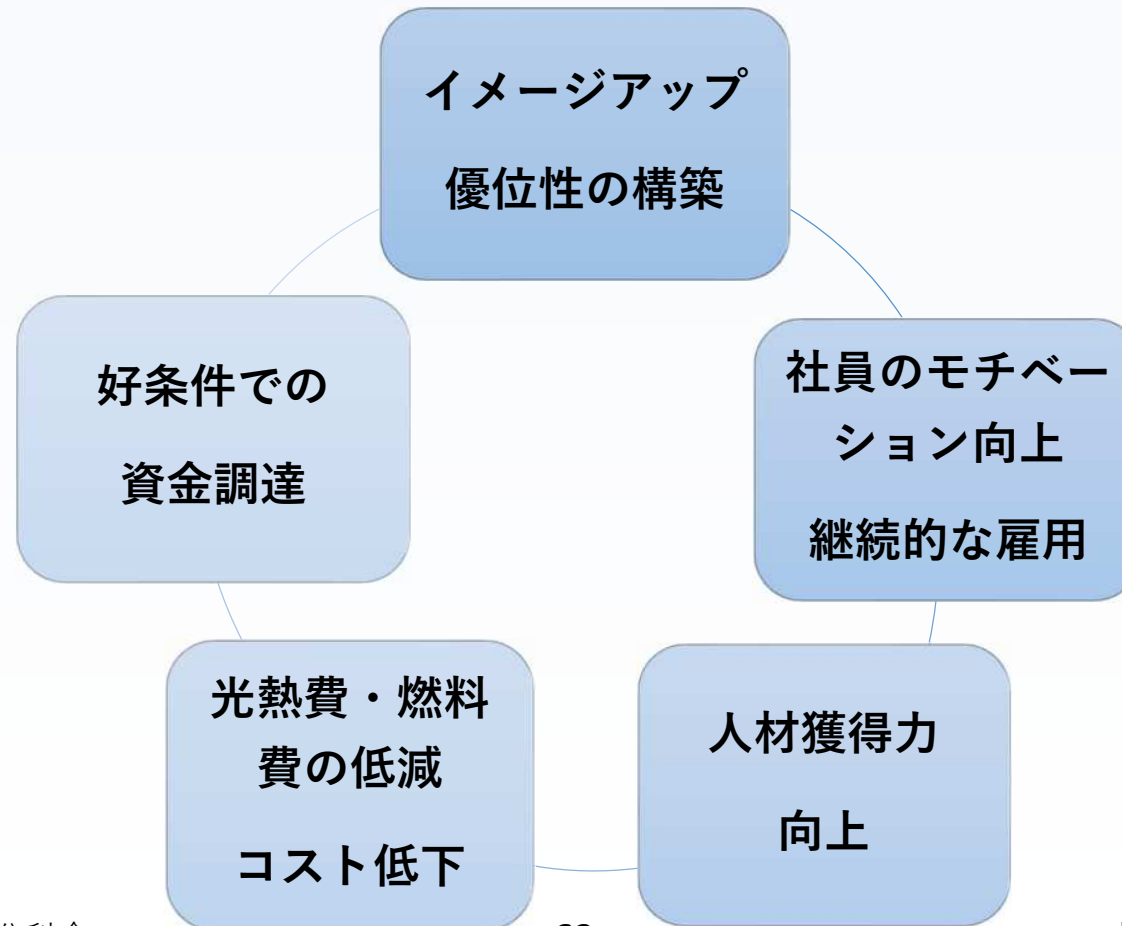 イメージアップ
優位性の構築
社員のモチベー
ション向上
継続的な雇用
人材獲得力
向上
光熱費・燃料
費の低減
コスト低下
好条件での
資金調達